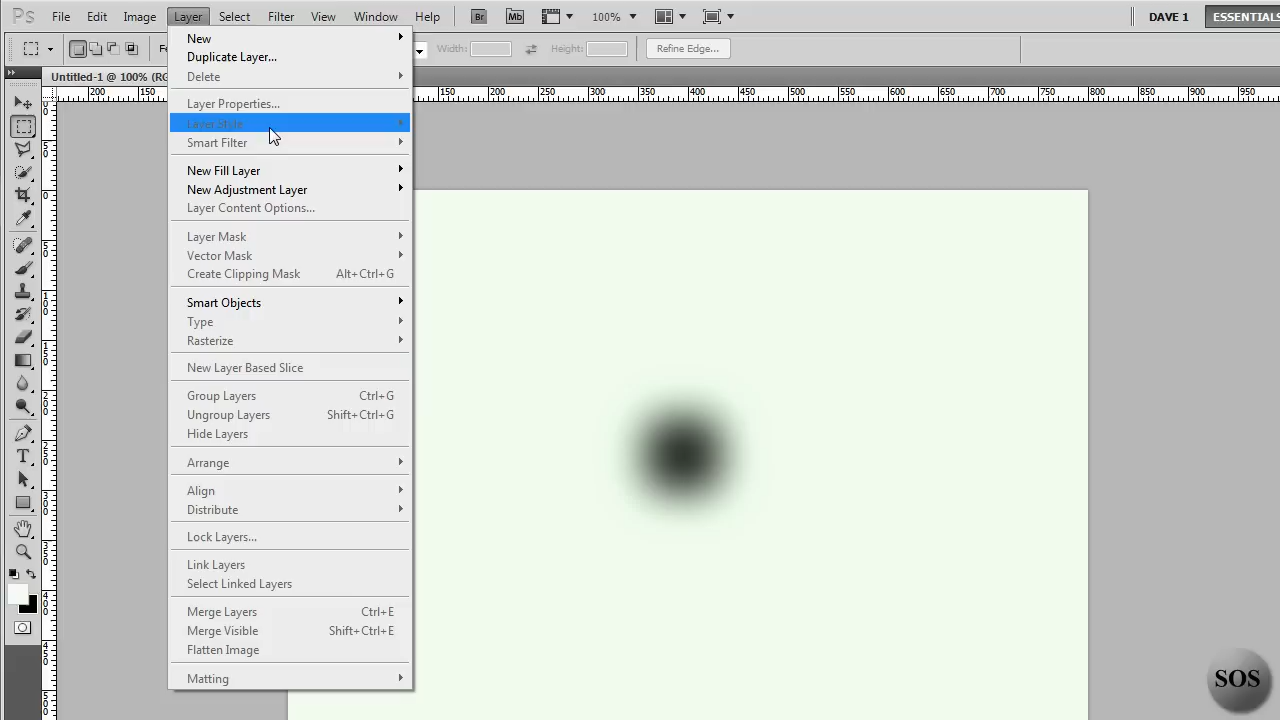 Ps File Edit Image Layer Select Filter View Window Help Br Mb 100% DAVE 1 ESSENTIALS
Fe Width: Height: Refine Edge...
Untitled-1 @ 100% (RG
200 150 150 200 250 300 350 400 450 500 550 600 650 700 750 800 850 900 950
New
Duplicate Layer...
Delete
Layer Properties...
Layer Style
Smart Filter
New Fill Layer
New Adjustment Layer
Layer Content Options...
Layer Mask
Vector Mask
Create Clipping Mask Alt+Ctrl+G
Smart Objects
Type
Rasterize
New Layer Based Slice
Group Layers Ctrl+G
Ungroup Layers Shift+Ctrl+G
Hide Layers
Arrange
Align
Distribute
Lock Layers...
Link Layers
Select Linked Layers
Merge Layers Ctrl+E
Merge Visible Shift+Ctrl+E
Flatten Image
Matting
SOS